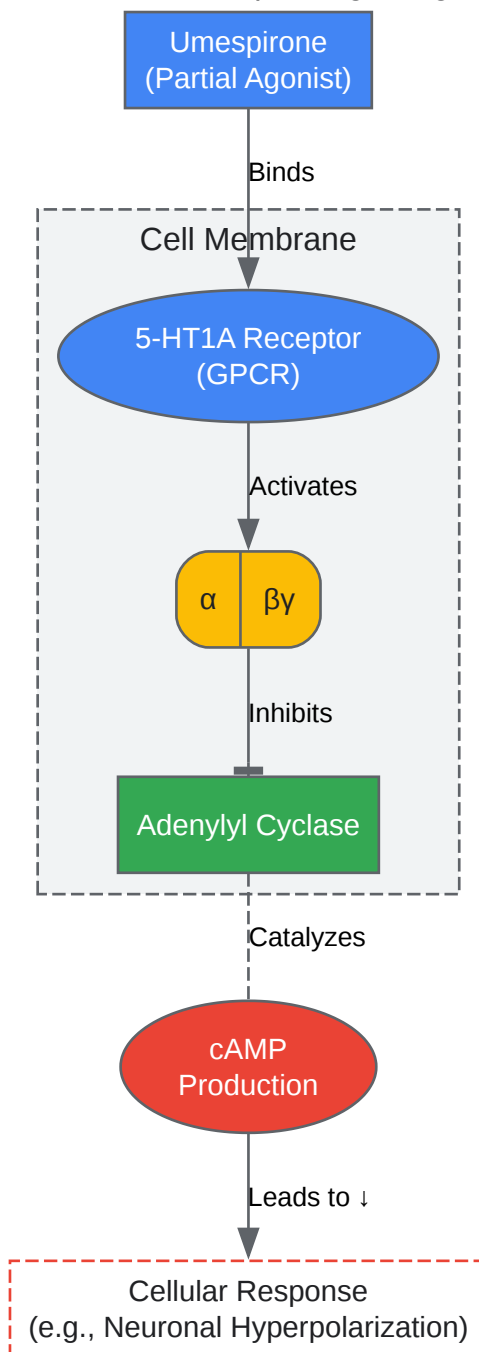 Umespirone
(Partial Agonist)
Binds
Cell Membrane
5-HT1A Receptor
(GPCR)
Activates
α βγ
Inhibits
Adenylyl Cyclase
Catalyzes
cAMP
Production
Leads to ↓
Cellular Response
(e.g., Neuronal Hyperpolarization)